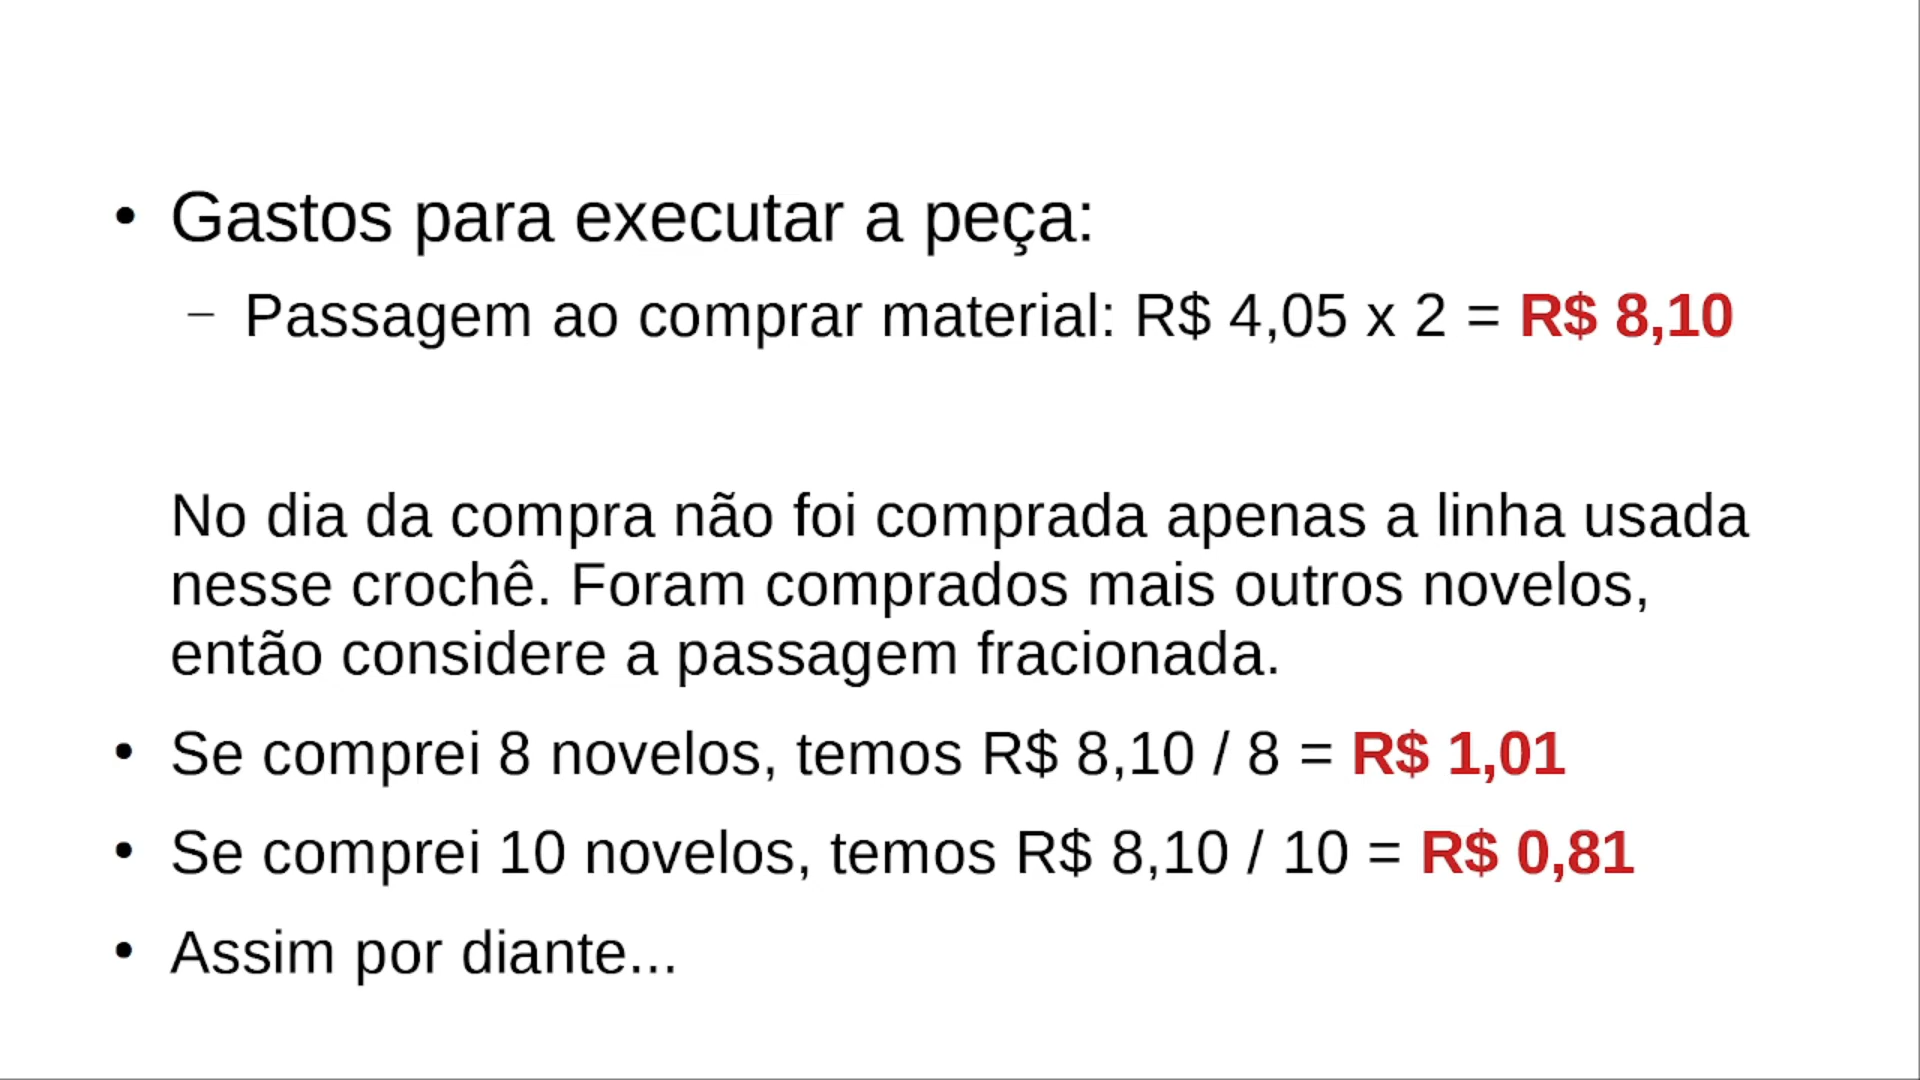 • Gastos para executar a peça:
– Passagem ao comprar material: R$ 4,05 x 2 = R$ 8,10
No dia da compra não foi comprada apenas a linha usada
nesse crochê. Foram comprados mais outros novelos,
então considere a passagem fracionada.
• Se comprei 8 novelos, temos R$ 8,10 / 8 = R$ 1,01
• Se comprei 10 novelos, temos R$ 8,10 / 10 = R$ 0,81
• Assim por diante...